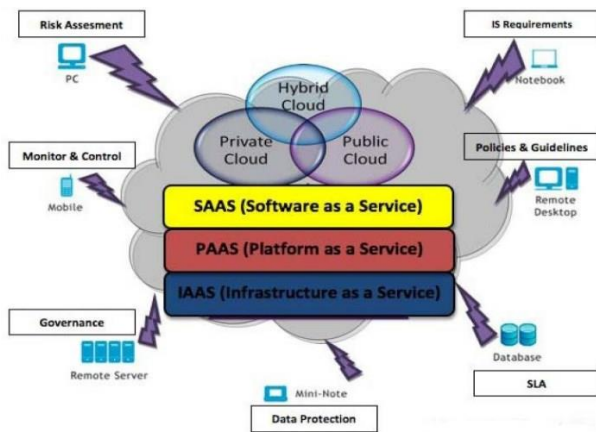 Risk Assesment
PC
IS Requirements
Notebook
Hybrid
Cloud
Private
Cloud
Public
Cloud
Monitor & Control
Mobile
Policies & Guidelines
Remote
Desktop
SAAS (Software as a Service)
PAAS (Platform as a Service)
IAAS (Infrastructure as a Service)
Governance
Remote Server
Database
SLA
Mini-Note
Data Protection